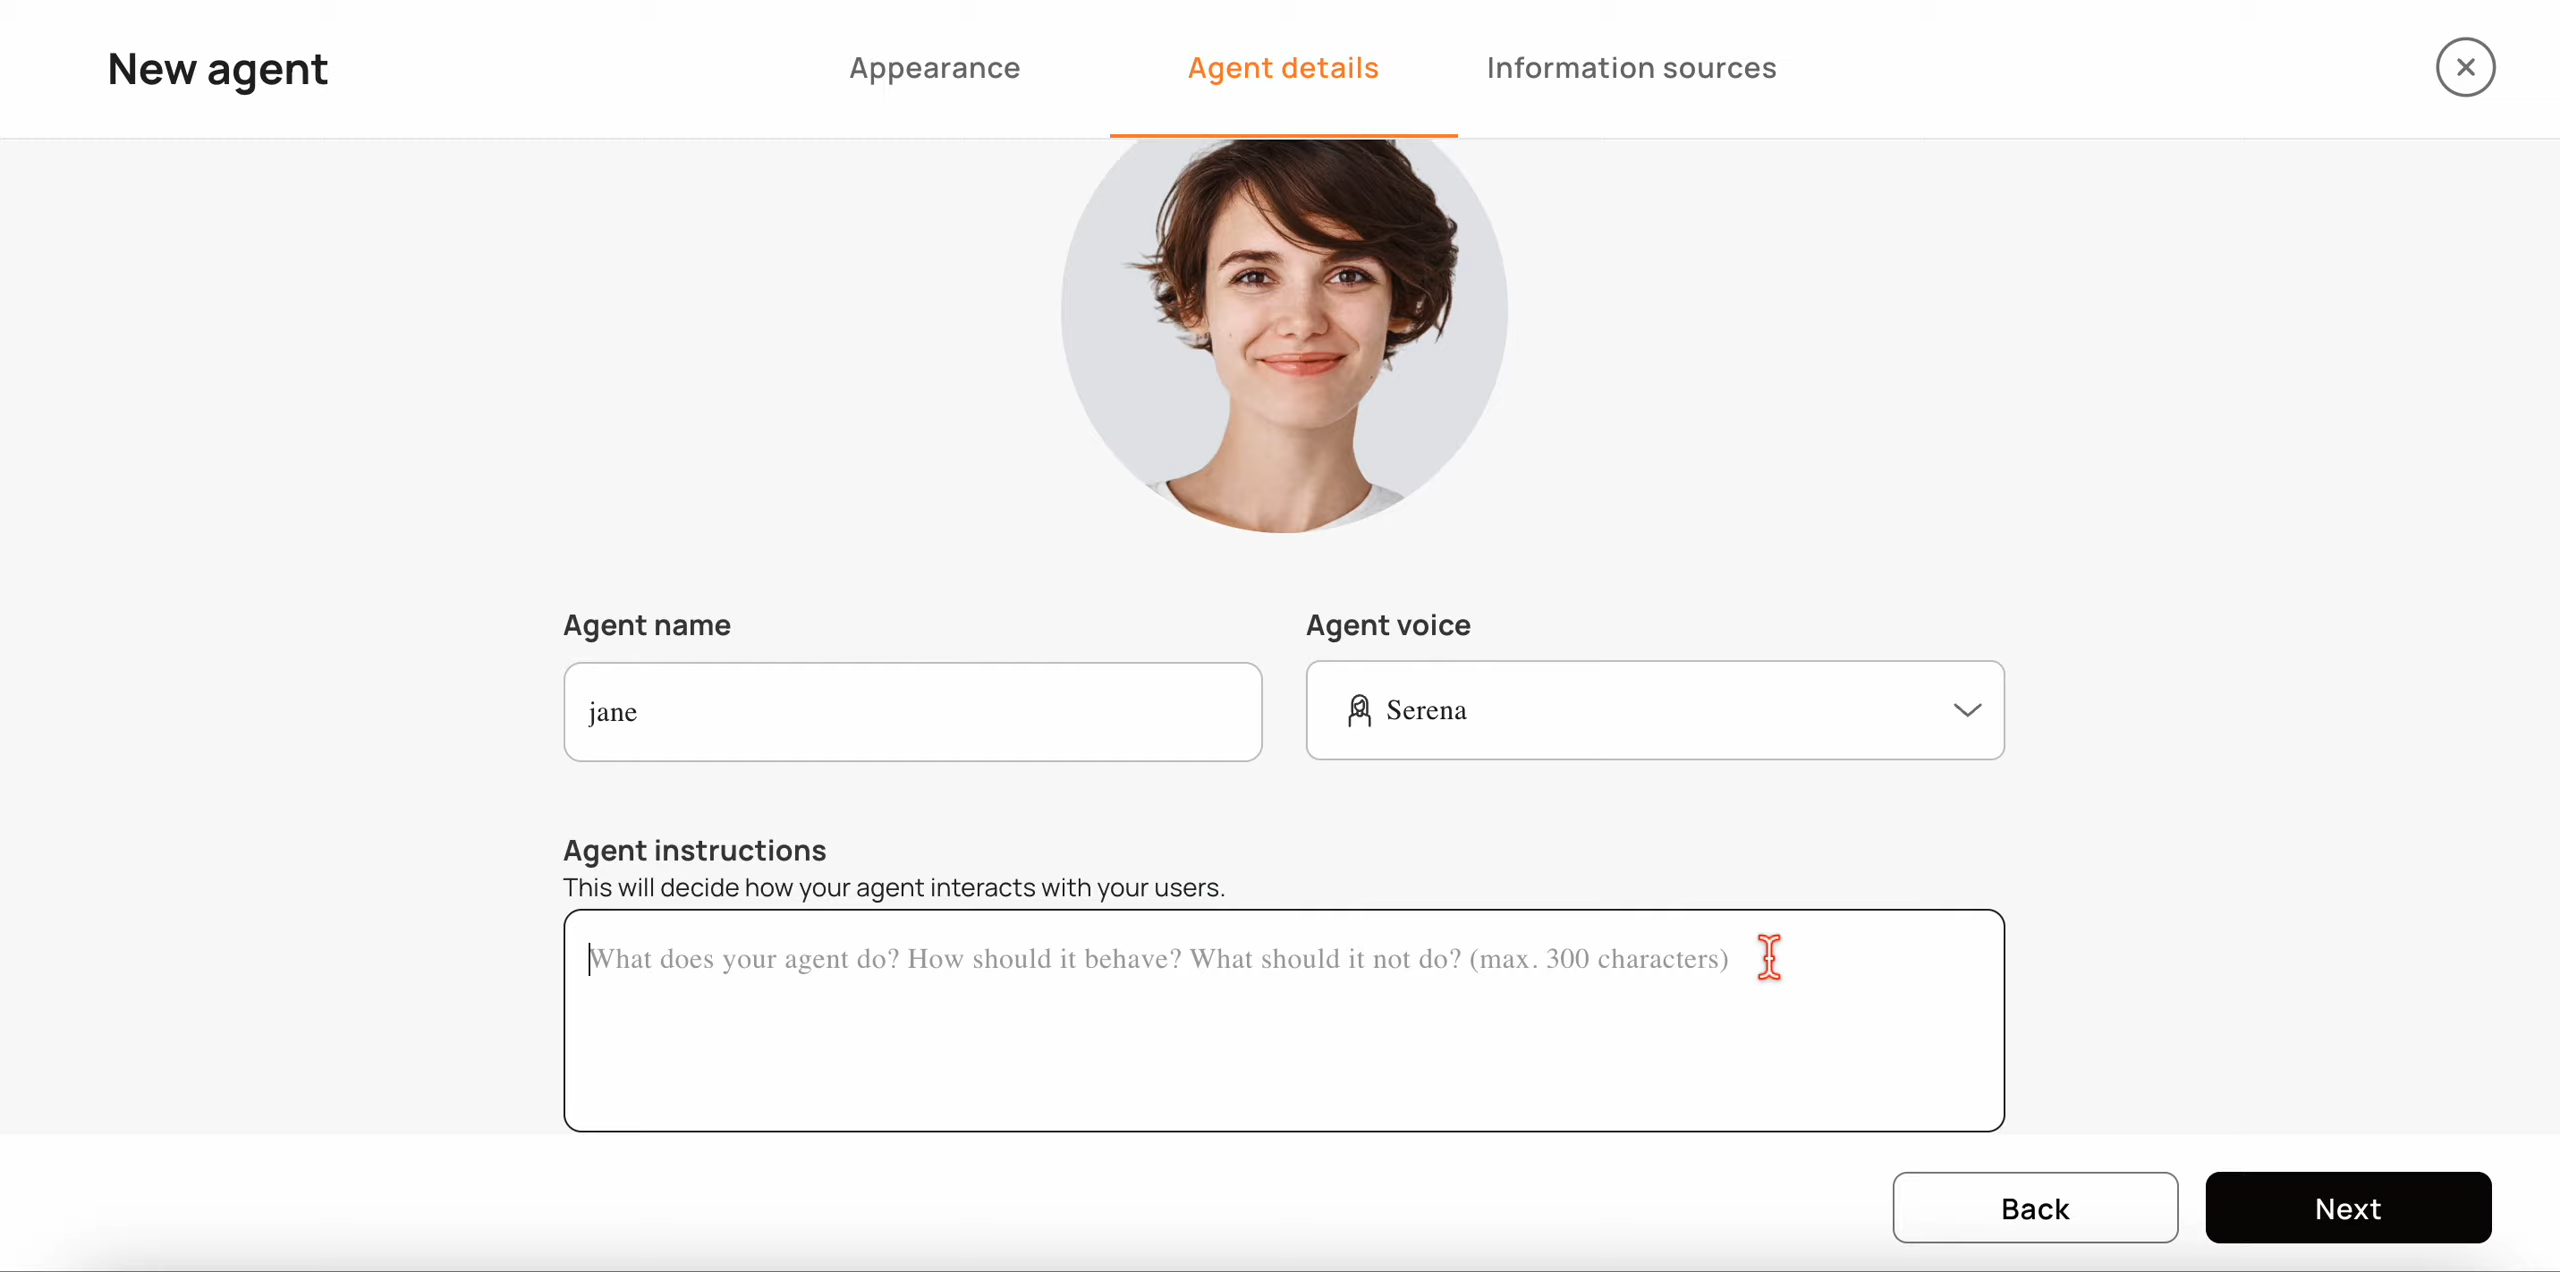 New agent
Appearance
Agent details
Information sources
Agent name
Agent voice
jane
Serena
Agent instructions
This will decide how your agent interacts with your users.
What does your agent do? How should it behave? What should it not do? (max. 300 characters)
Back
Next